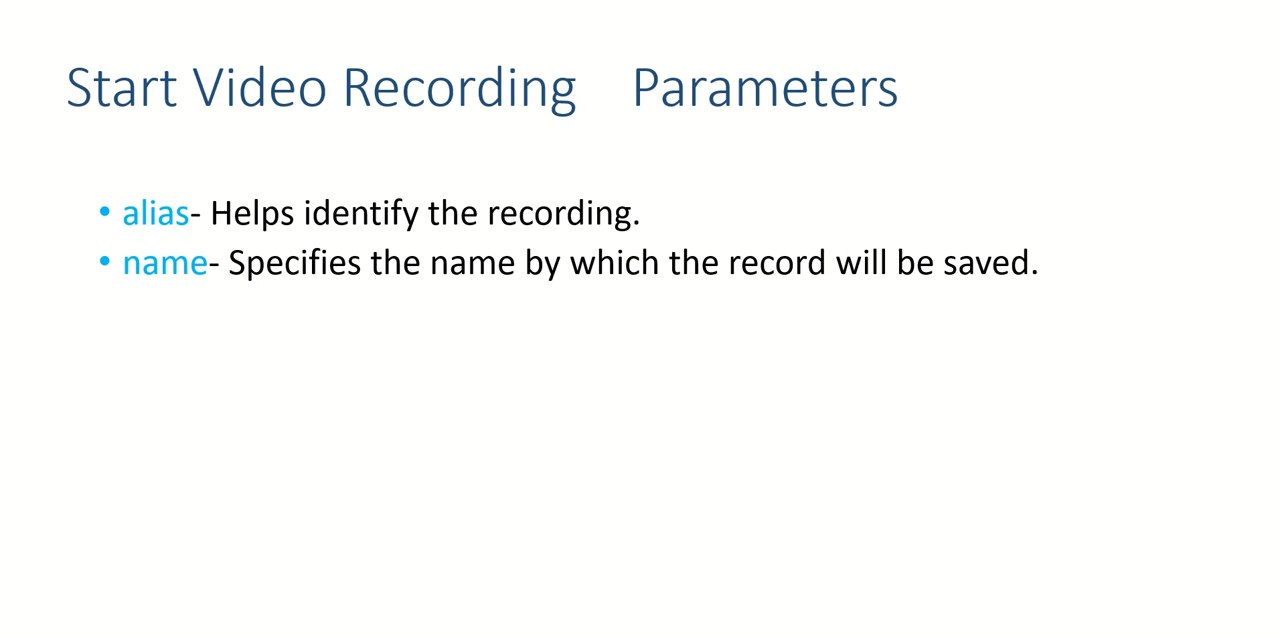 Start Video Recording Parameters
• alias- Helps identify the recording.
• name- Specifies the name by which the record will be saved.